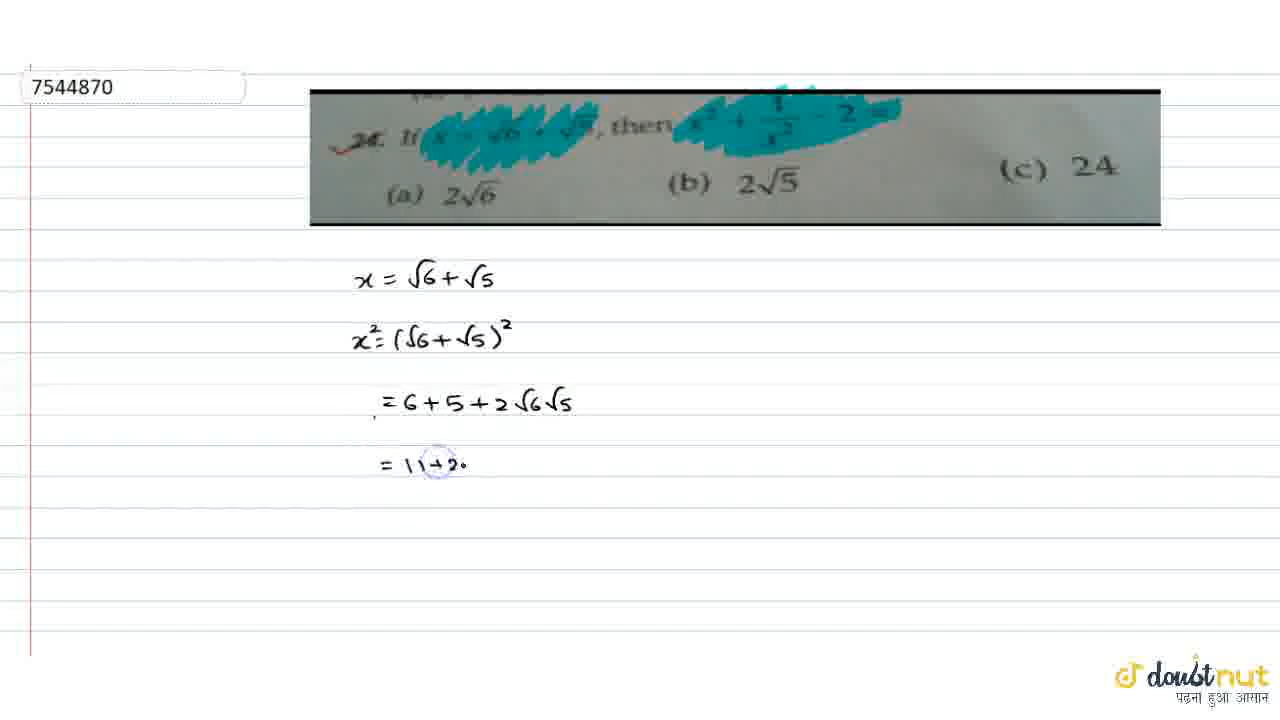 7544870
24. If x = √6 + √5, then x² + 1/x² - 2 =
(a) 2√6 (b) 2√5 (c) 24
x = √6 + √5
x² = (√6 + √5)²
= 6 + 5 + 2√6√5
= 11 + 2
doubtnut
पढ़ना हुआ आसान